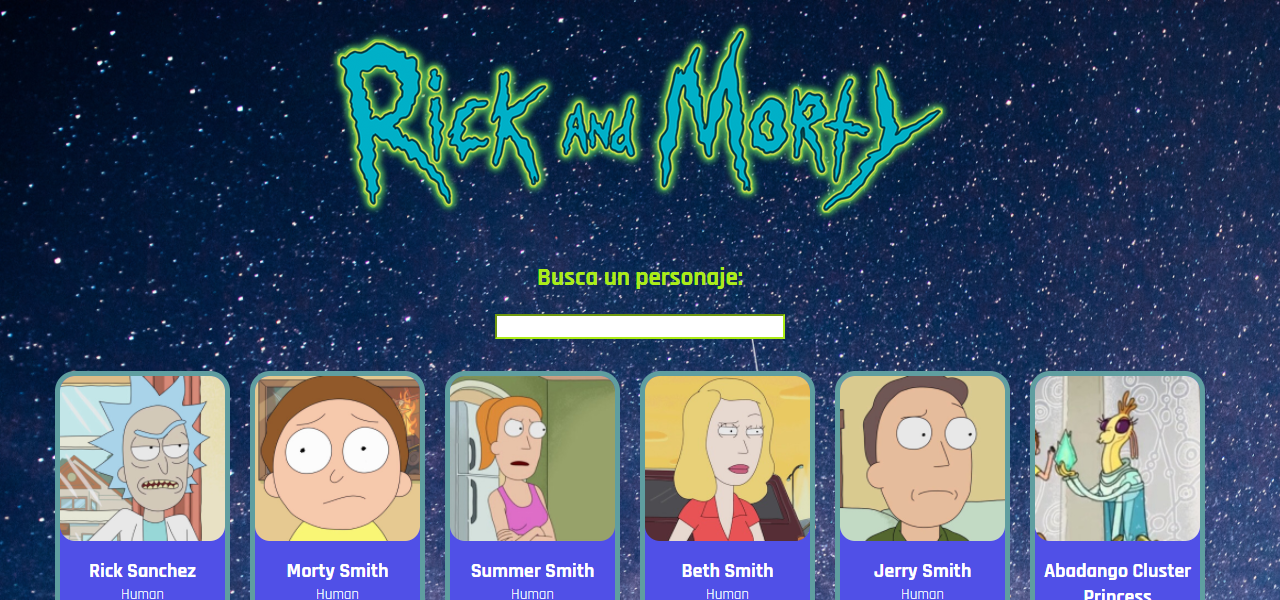 Rick and Morty
Busca un personaje:
Rick Sanchez
Human
Morty Smith
Human
Summer Smith
Human
Beth Smith
Human
Jerry Smith
Human
Abadango Cluster
Princess